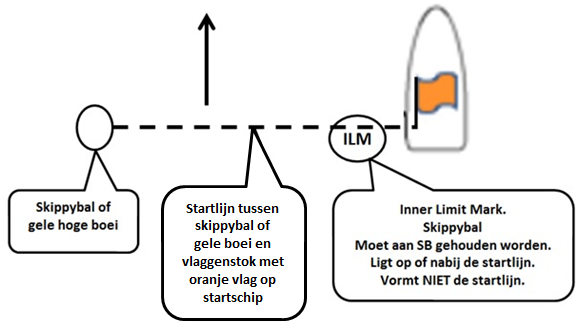 ILM
Skippybal of
gele hoge boei
Startlijn tussen
skippybal of
gele boei en
vlaggenstok met
oranje vlag op
startschip
Inner Limit Mark.
Skippybal
Moet aan SB gehouden worden.
Ligt op of nabij de startlijn.
Vormt NIET de startlijn.